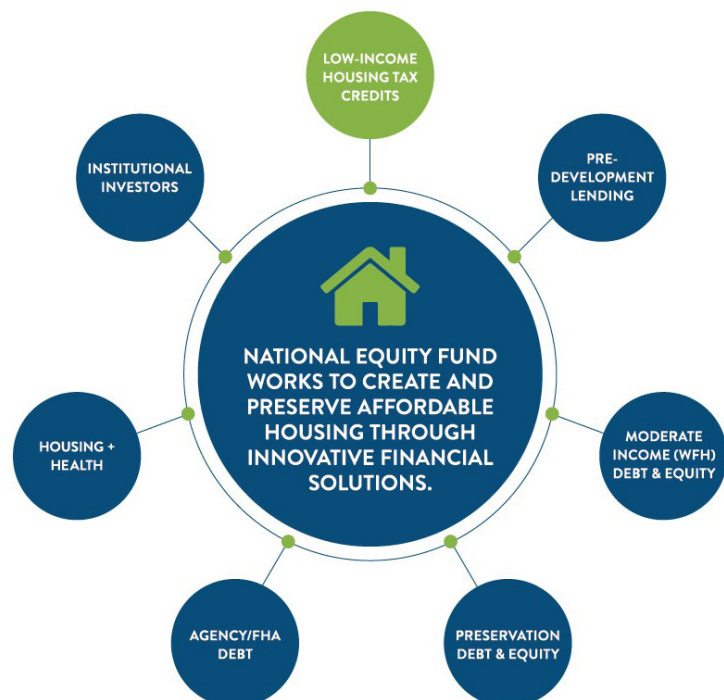 LOW-INCOME
HOUSING TAX
CREDITS
INSTITUTIONAL
INVESTORS
PRE-
DEVELOPMENT
LENDING
NATIONAL EQUITY FUND
WORKS TO CREATE AND
PRESERVE AFFORDABLE
HOUSING THROUGH
INNOVATIVE FINANCIAL
SOLUTIONS.
HOUSING +
HEALTH
MODERATE
INCOME (WFH)
DEBT & EQUITY
AGENCY/FHA
DEBT
PRESERVATION
DEBT & EQUITY